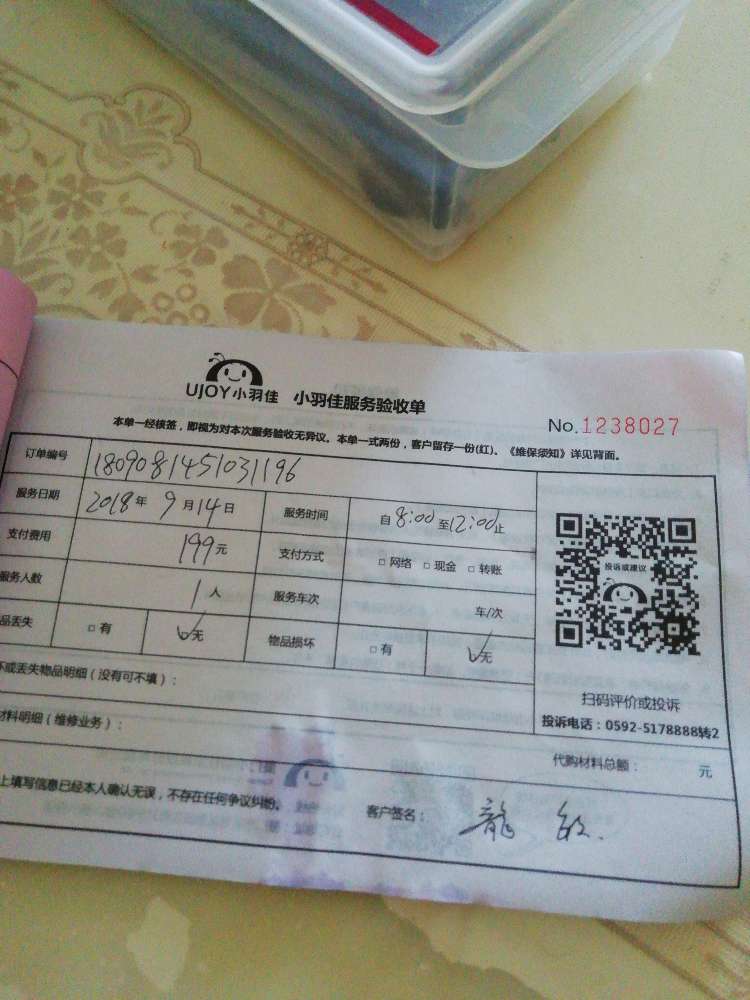 UJOY小羽佳 小羽佳服务验收单
No.1238027
本单一经核签，即视为对本次服务验收无异议。本单一式两份，客户留存一份(红)、《维保须知》详见背面。
订单编号 1809081451031196
服务日期 2018年9月14日 服务时间 自8:00至12:00止
支付费用 199元 支付方式 □网络 □现金 □转账
服务人数 1人 服务车次 车/次
品丢失 □有 ☑无 物品损坏 □有 ☑无
投诉或建议
扫码评价或投诉
投诉电话：0592-5178888转2
坏或丢失物品明细（没有可不填）：
材料明细（维修业务）：
代购材料总额： 元
上填写信息已经本人确认无误，不存在任何争议纠纷。 客户签名： 龍